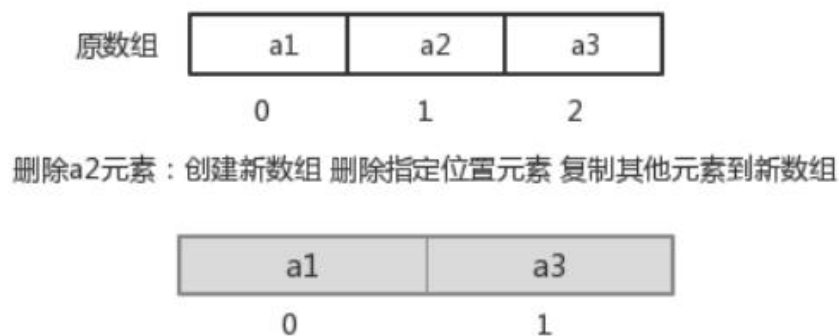 原数组 a1 a2 a3
0 1 2
删除a2元素：创建新数组 删除指定位置元素 复制其他元素到新数组
a1 a3
0 1